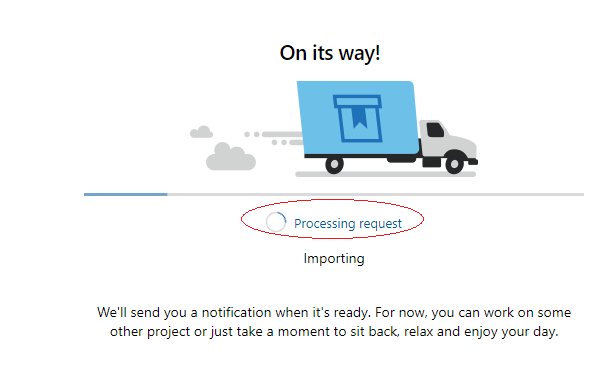 On its way!
Processing request
Importing
We'll send you a notification when it's ready. For now, you can work on some
other project or just take a moment to sit back, relax and enjoy your day.